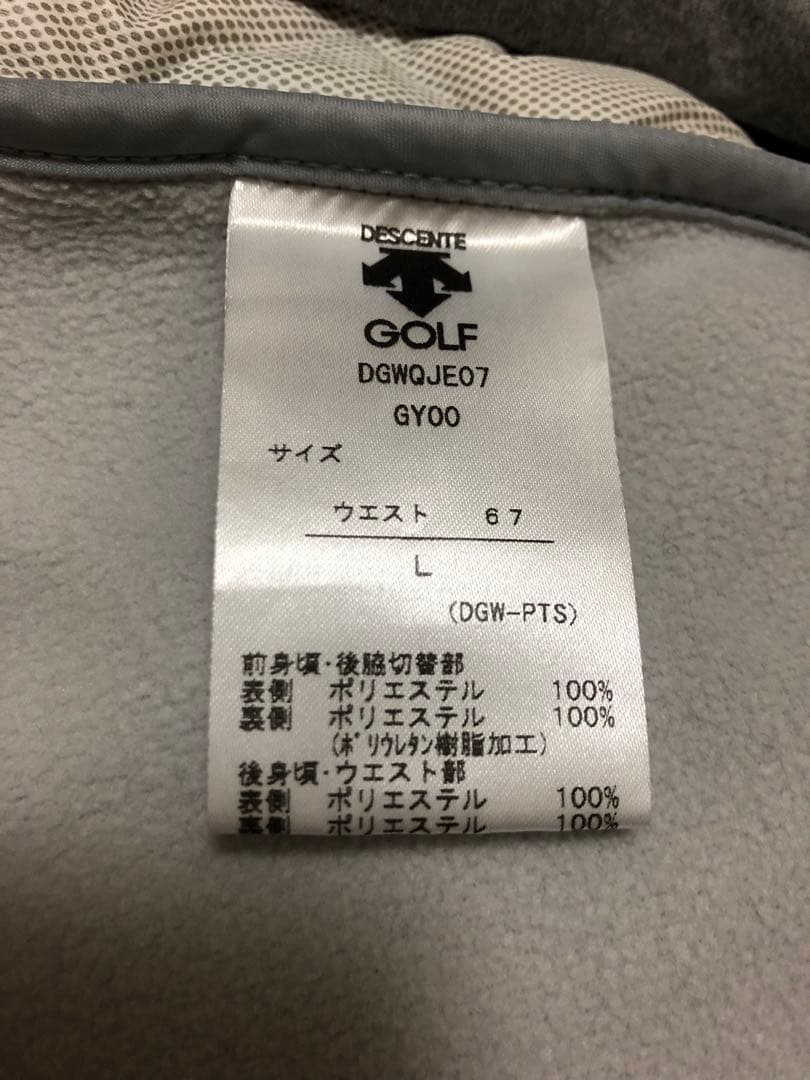 DESCENTE
GOLF
DGWQJE07
GY00
サイズ
ウエスト 67
L
(DGW-PTS)
前身頃・後脇切替部
表側 ポリエステル 100%
裏側 ポリエステル 100%
(ポリウレタン樹脂加工)
後身頃・ウエスト部
表側 ポリエステル 100%
裏側 ポリエステル 100%